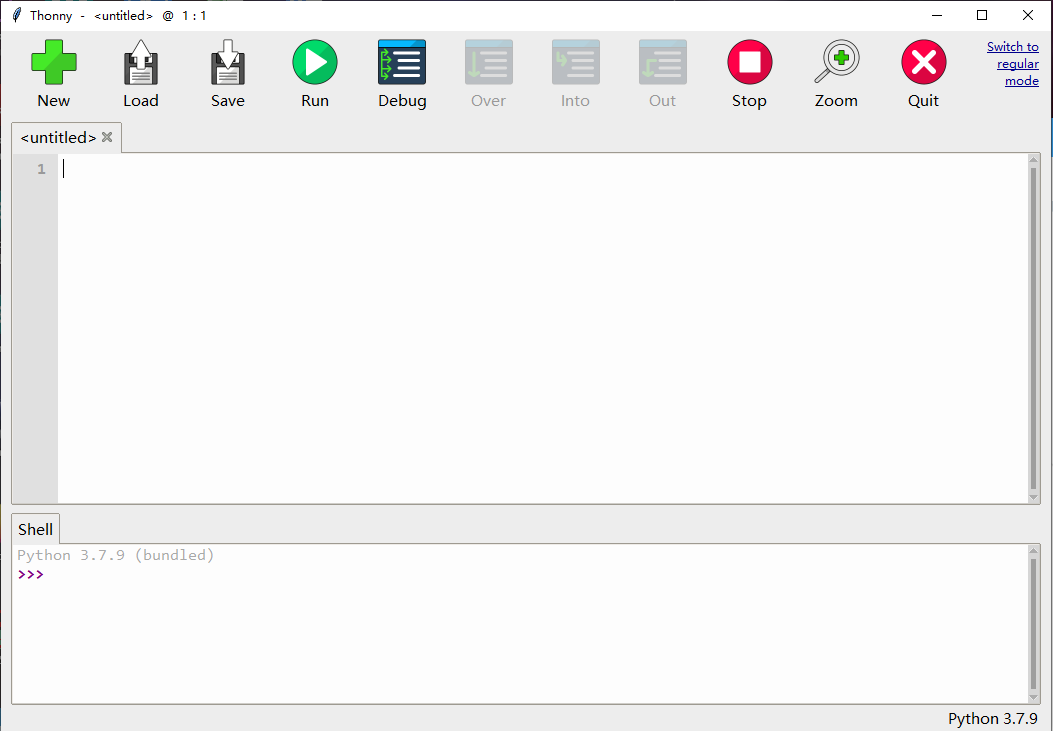 Thonny - <untitled> @ 1 : 1
New Load Save Run Debug Over Into Out Stop Zoom Quit
Switch to
regular
mode
<untitled>
1
Shell
Python 3.7.9 (bundled)
>>>
Python 3.7.9